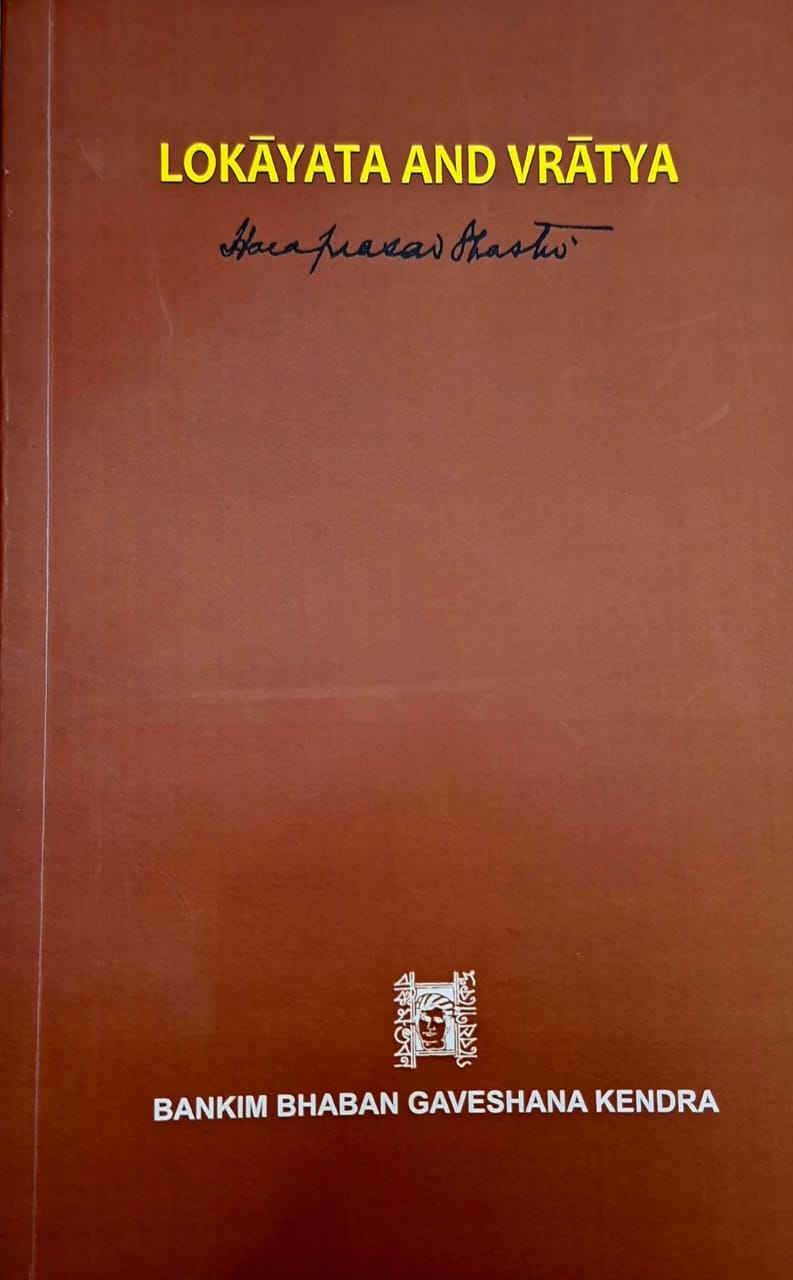 LOKĀYATA AND VRĀTYA
Haraprasad Shastri
BANKIM BHABAN GAVESHANA KENDRA